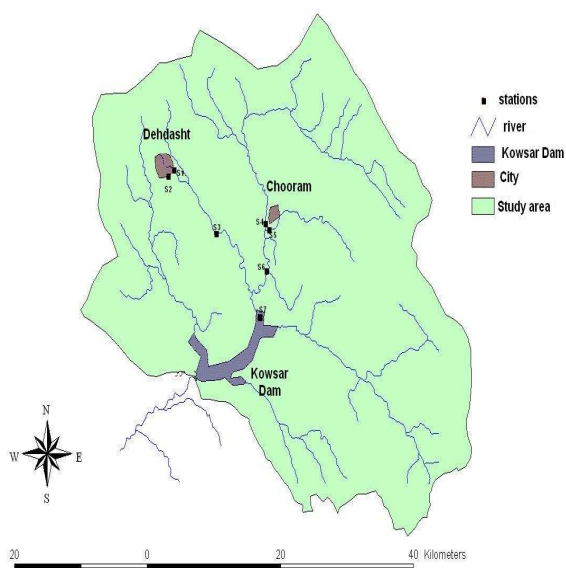 stations
river
Kowsar Dam
City
Study area
Dehdasht
S1
S2
Chooram
S4
S5
S3
S6
S7
Kowsar
Dam
N
W E
S
20 0 20 40 Kilometers